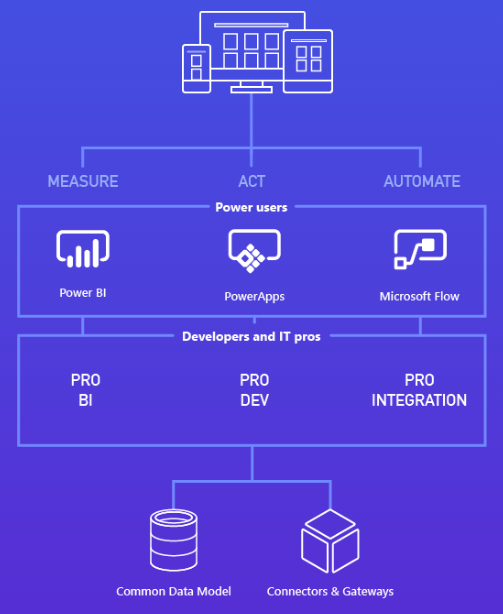 MEASURE
ACT
AUTOMATE
Power users
Power BI
PowerApps
Microsoft Flow
Developers and IT pros
PRO
BI
PRO
DEV
PRO
INTEGRATION
Common Data Model
Connectors & Gateways